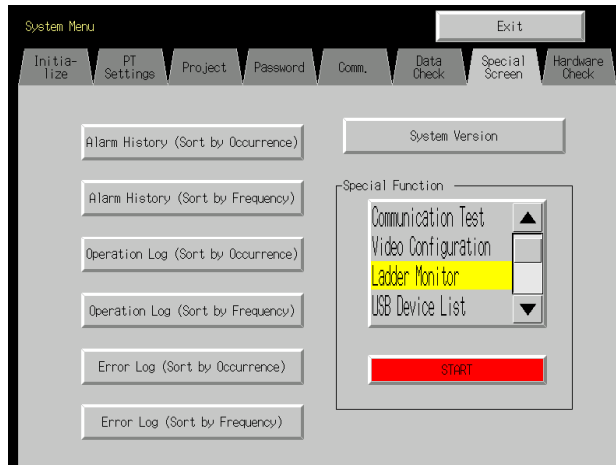 System Menu
Exit
Initia-
lize
PT
Settings
Project
Password
Comm.
Data
Check
Special
Screen
Hardware
Check
Alarm History (Sort by Occurrence)
System Version
Alarm History (Sort by Frequency)
Special Function
Communication Test
Video Configuration
Ladder Monitor
USB Device List
Operation Log (Sort by Occurrence)
Operation Log (Sort by Frequency)
Error Log (Sort by Occurrence)
START
Error Log (Sort by Frequency)